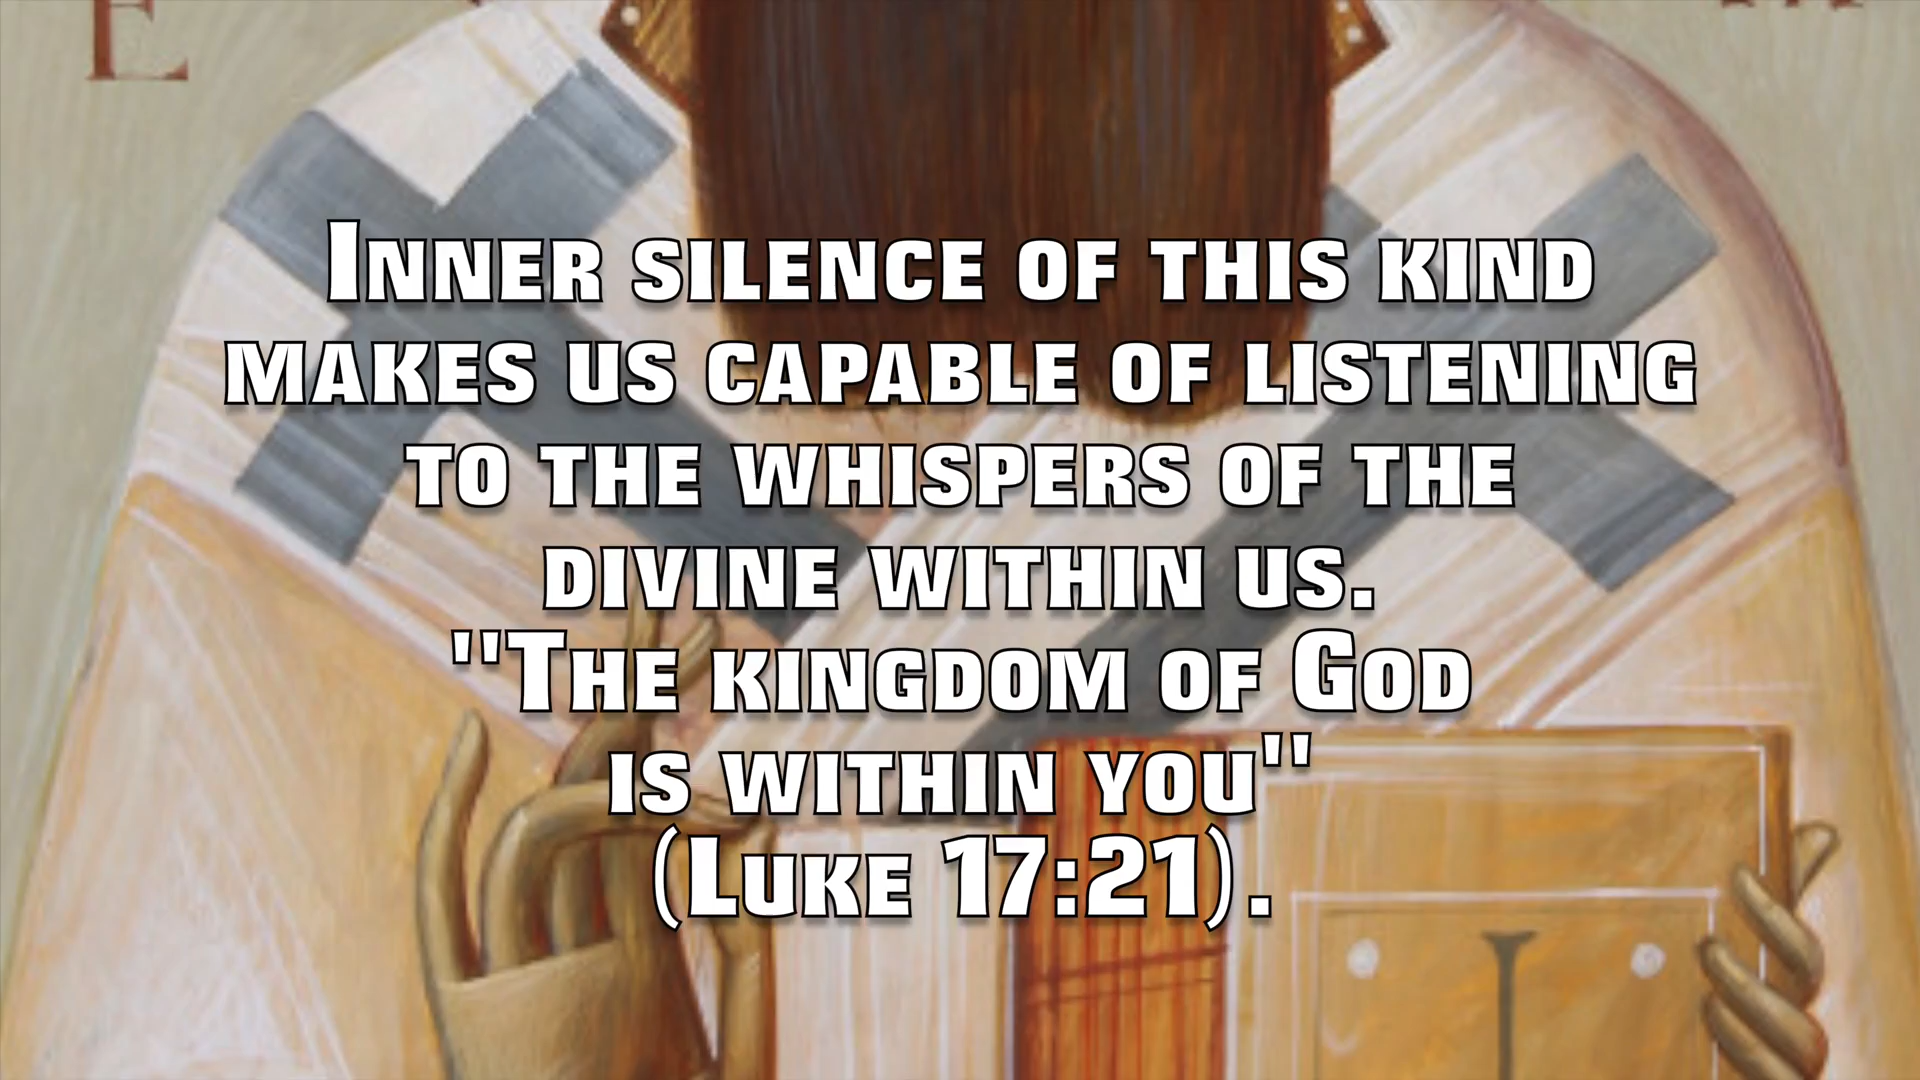 E
Inner silence of this kind
makes us capable of listening
to the whispers of the
divine within us.
"The kingdom of God
is within you"
(Luke 17:21).